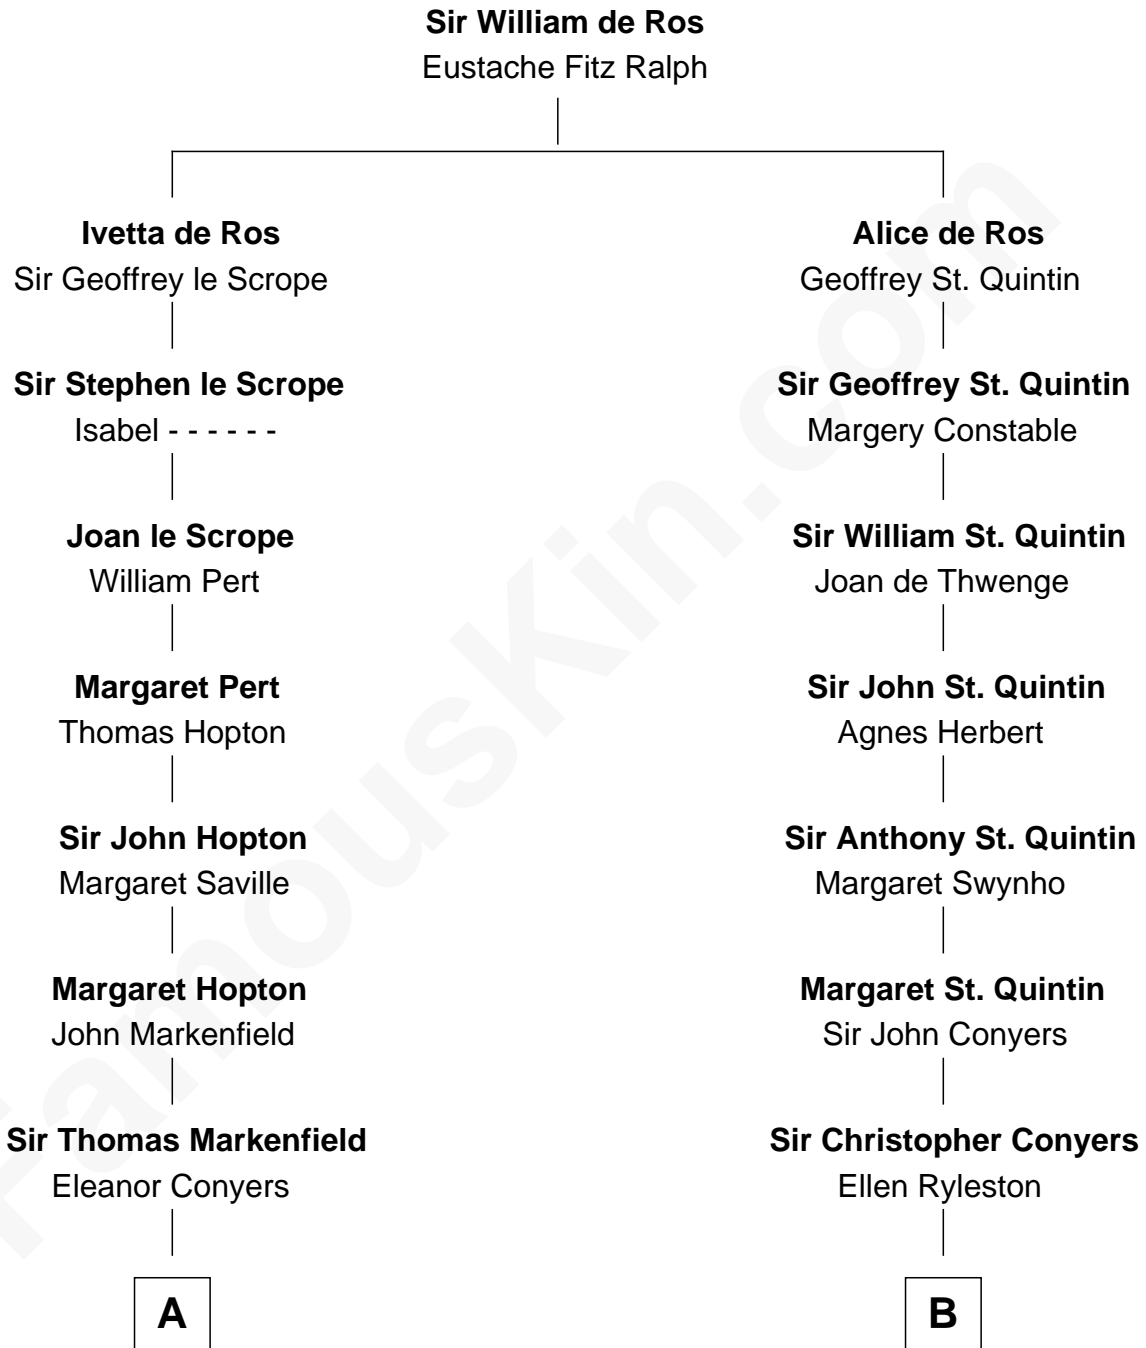 Sir William de Ros
Eustache Fitz Ralph
Ivetta de Ros
Sir Geoffrey le Scrope
Alice de Ros
Geoffrey St. Quintin
Sir Stephen le Scrope
Isabel - - - - - -
Sir Geoffrey St. Quintin
Margery Constable
Joan le Scrope
William Pert
Sir William St. Quintin
Joan de Thwenge
Margaret Pert
Thomas Hopton
Sir John St. Quintin
Agnes Herbert
Sir John Hopton
Margaret Saville
Sir Anthony St. Quintin
Margaret Swynho
Margaret Hopton
John Markenfield
Margaret St. Quintin
Sir John Conyers
Sir Thomas Markenfield
Eleanor Conyers
Sir Christopher Conyers
Ellen Ryleston
A
B
FamousKin.com